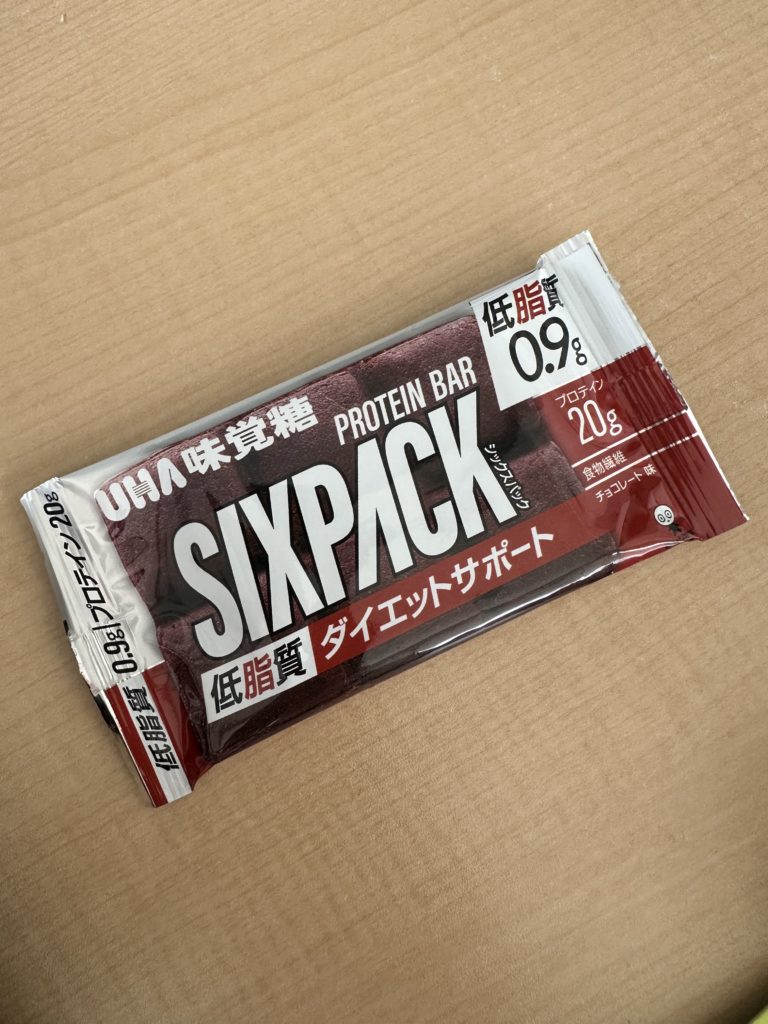 UHA味覚糖
PROTEIN BAR
SIXPACK
シックスパック
低脂質 ダイエットサポート
低脂質
0.9g
プロテイン
20g
食物繊維
チョコレート味
低脂質 0.9g|プロテイン20g